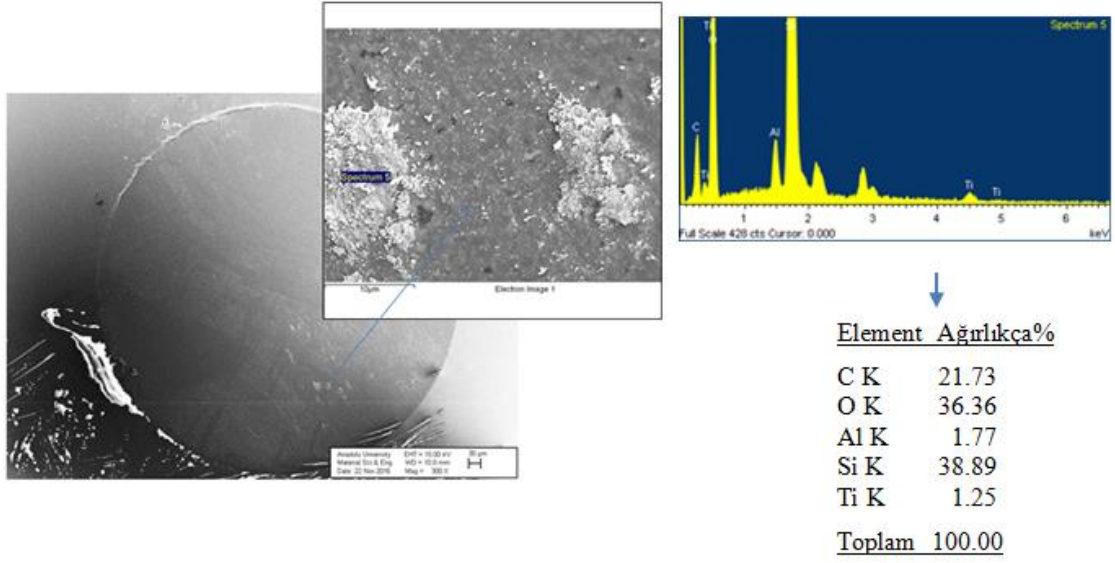 Spectrum 5
10µm
Electron Image 1
Anadolu University
Material Sci & Eng.
Date: 22 Nov 2016
EHT = 15.00 kV
WD = 10.0 mm
Mag = 300 X
30 µm
Spectrum 5
Ti
Si
C
Ti
Al
Ti
Ti
1 2 3 4 5 6
Full Scale 428 cts Cursor: 0.000
keV
Element Ağırlıkça%
C K 21.73
O K 36.36
Al K 1.77
Si K 38.89
Ti K 1.25
Toplam 100.00